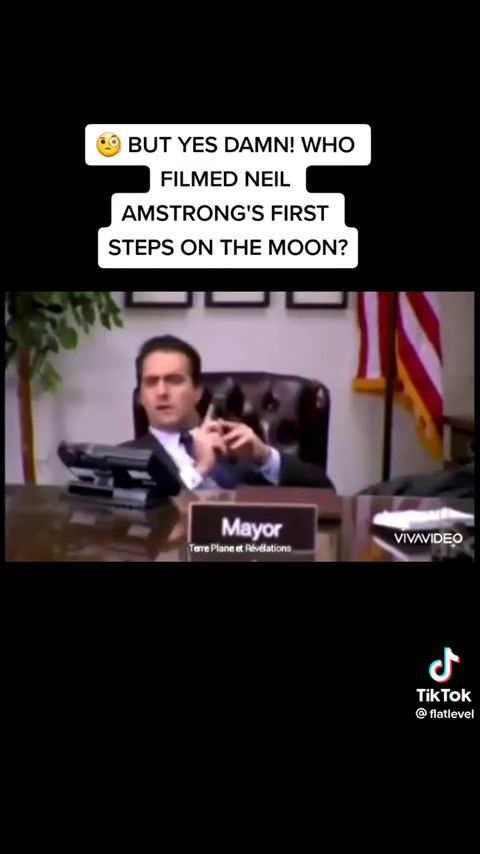 🧐 BUT YES DAMN! WHO
FILMED NEIL
AMSTRONG'S FIRST
STEPS ON THE MOON?
Mayor
Terre Plane et Révélations
VIVAVIDEO
TikTok
@flatlevel